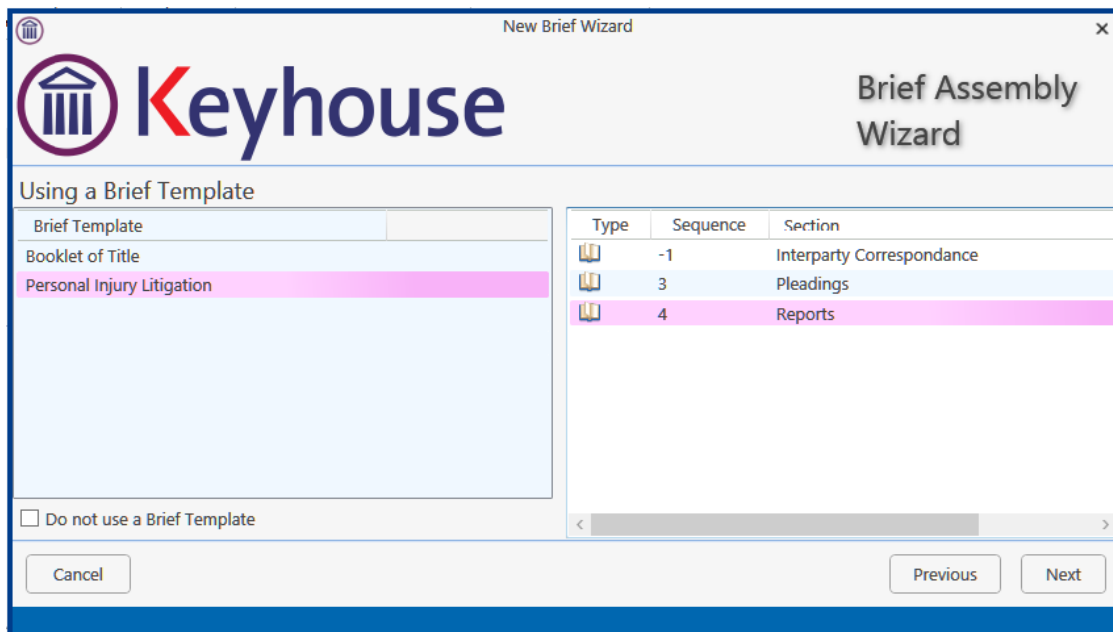 New Brief Wizard
Keyhouse
Brief Assembly
Wizard
Using a Brief Template
Brief Template
Booklet of Title
Personal Injury Litigation
Type Sequence Section
-1 Interparty Correspondance
3 Pleadings
4 Reports
Do not use a Brief Template
Cancel Previous Next